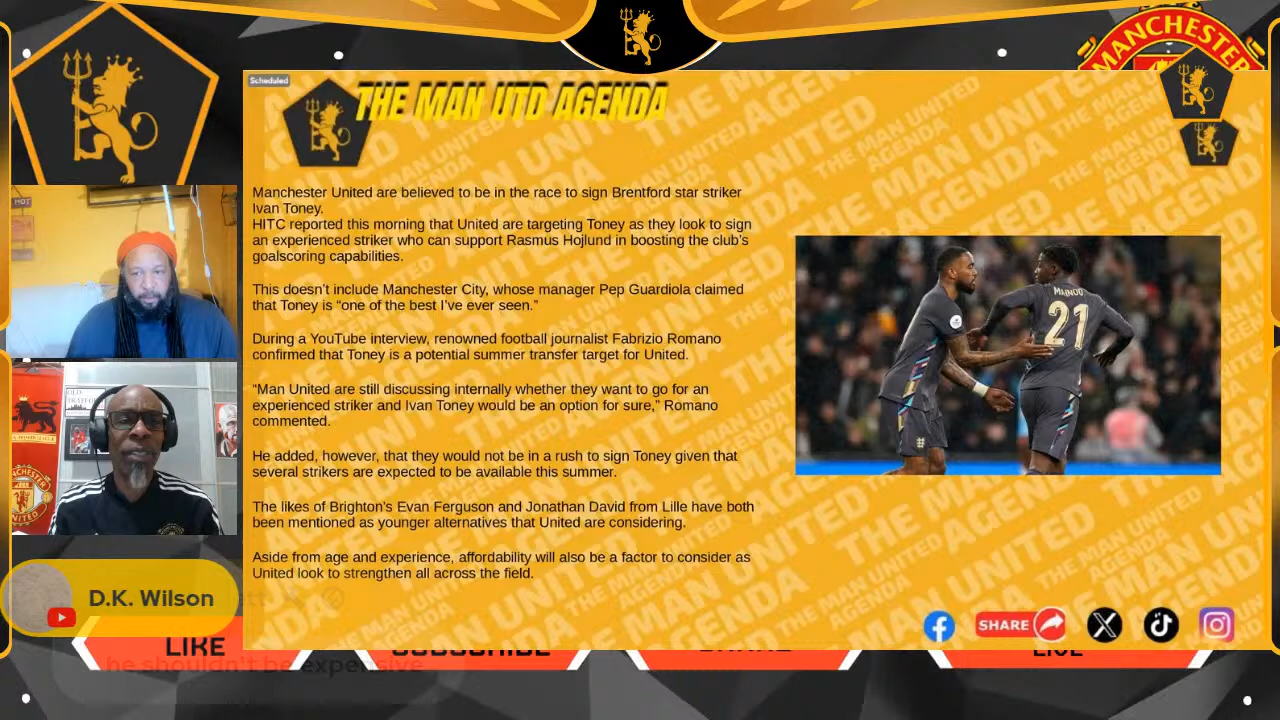 MANCHESTER
Scheduled
THE MAN UTD AGENDA
Manchester United are believed to be in the race to sign Brentford star striker
Ivan Toney.
HITC reported this morning that United are targeting Toney as they look to sign
an experienced striker who can support Rasmus Hojlund in boosting the club's
goalscoring capabilities.
This doesn't include Manchester City, whose manager Pep Guardiola claimed
that Toney is “one of the best I've ever seen.”
During a YouTube interview, renowned football journalist Fabrizio Romano
confirmed that Toney is a potential summer transfer target for United.
“Man United are still discussing internally whether they want to go for an
experienced striker and Ivan Toney would be an option for sure,” Romano
commented.
He added, however, that they would not be in a rush to sign Toney given that
several strikers are expected to be available this summer.
The likes of Brighton's Evan Ferguson and Jonathan David from Lille have both
been mentioned as younger alternatives that United are considering.
Aside from age and experience, affordability will also be a factor to consider as
United look to strengthen all across the field.
MAINOO
21
HOT
OLD
UNITED
D.K. Wilson
SHARE
LIKE
SUBSCRIBE
SHARE
LIVE
he shouldn't be expensive